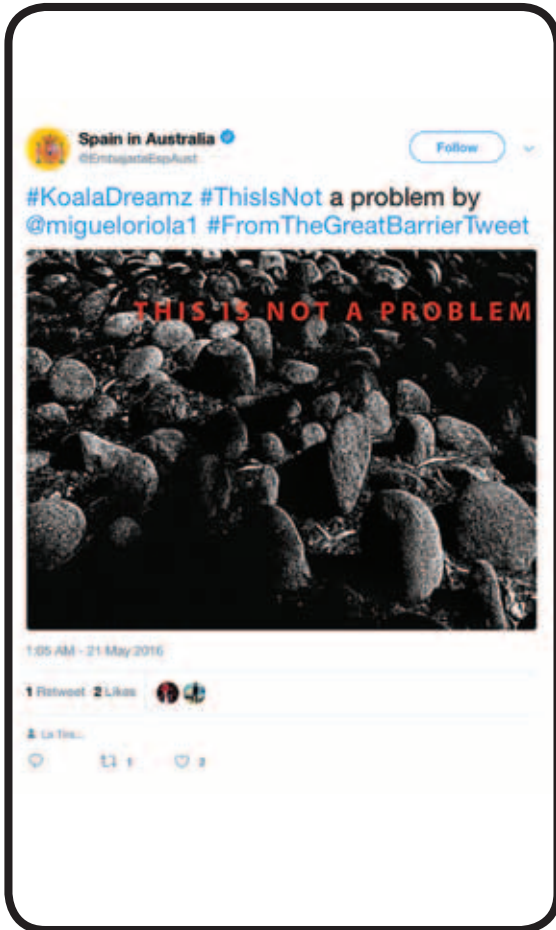 Spain in Australia
@EmbajadaEspAust
Follow
#KoalaDreamz #ThisIsNot a problem by
@migueloriola1 #FromTheGreatBarrierTweet
THIS IS NOT A PROBLEM
1:05 AM - 21 May 2016
1 Retweet 2 Likes
1 2